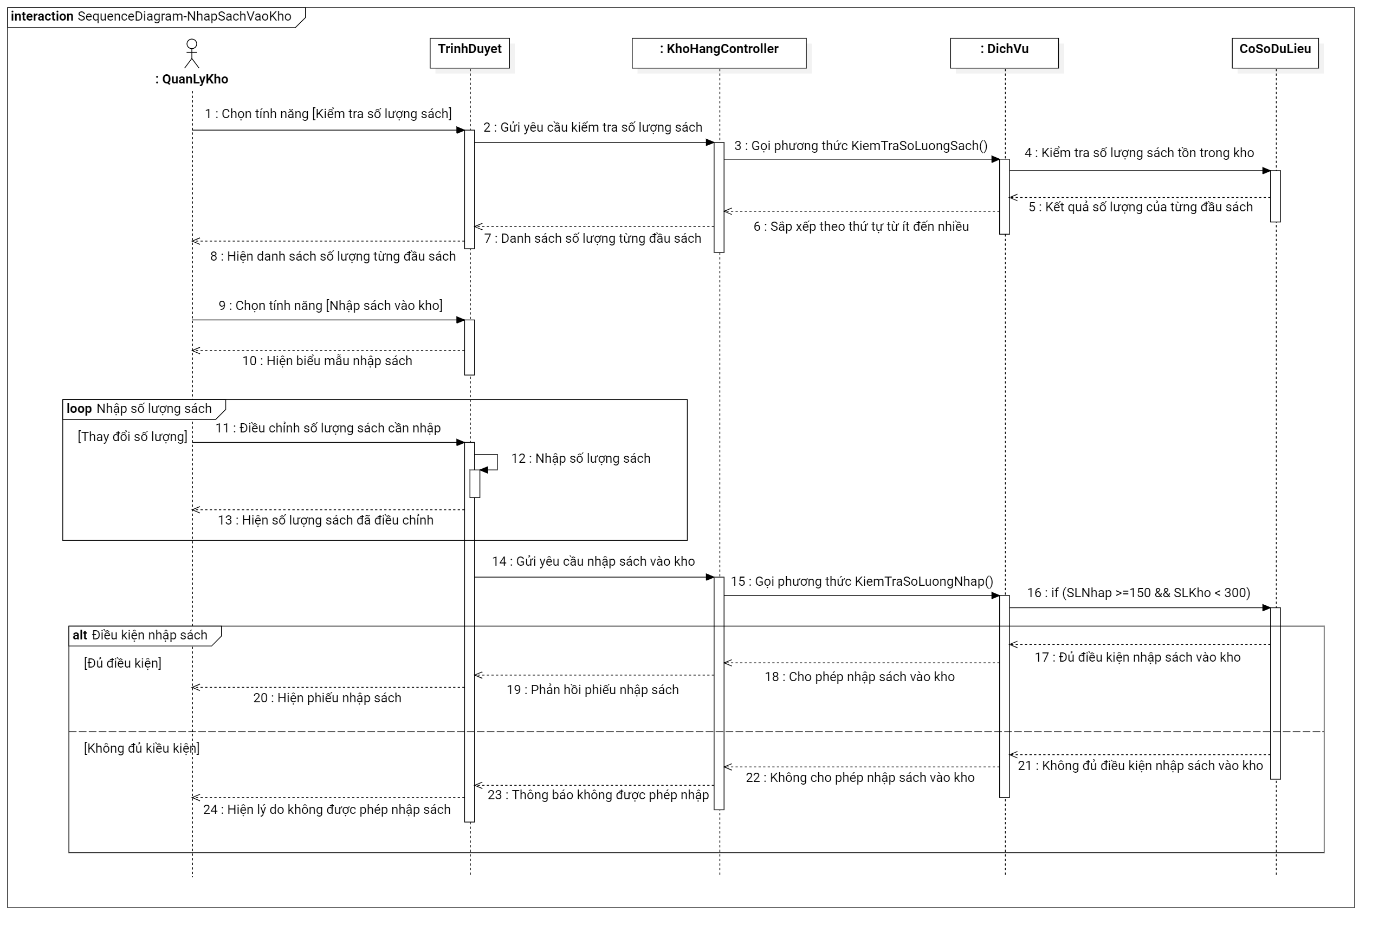 interaction SequenceDiagram-NhapSachVaoKho
: QuanLyKho
TrinhDuyet
: KhoHangController
: DichVu
CoSoDuLieu
1 : Chọn tính năng [Kiểm tra số lượng sách]
2 : Gửi yêu cầu kiểm tra số lượng sách
3 : Gọi phương thức KiemTraSoLuongSach()
4 : Kiểm tra số lượng sách tồn trong kho
5 : Kết quả số lượng của từng đầu sách
6 : Sắp xếp theo thứ tự từ ít đến nhiều
7 : Danh sách số lượng từng đầu sách
8 : Hiện danh sách số lượng từng đầu sách
9 : Chọn tính năng [Nhập sách vào kho]
10 : Hiện biểu mẫu nhập sách
loop Nhập số lượng sách
[Thay đổi số lượng]
11 : Điều chỉnh số lượng sách cần nhập
12 : Nhập số lượng sách
13 : Hiện số lượng sách đã điều chỉnh
14 : Gửi yêu cầu nhập sách vào kho
15 : Gọi phương thức KiemTraSoLuongNhap()
16 : if (SLNhap >=150 && SLKho < 300)
alt Điều kiện nhập sách
[Đủ điều kiện]
17 : Đủ điều kiện nhập sách vào kho
18 : Cho phép nhập sách vào kho
19 : Phản hồi phiếu nhập sách
20 : Hiện phiếu nhập sách
[Không đủ kiều kiện]
21 : Không đủ điều kiện nhập sách vào kho
22 : Không cho phép nhập sách vào kho
23 : Thông báo không được phép nhập
24 : Hiện lý do không được phép nhập sách